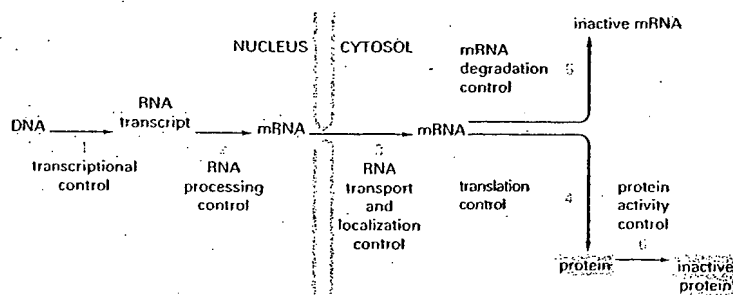 inactive mRNA
NUCLEUS
CYTOSOL
mRNA
degradation
control
5
DNA
RNA
transcript
mRNA
mRNA
1
transcriptional
control
2
RNA
processing
control
3
RNA
transport
and
localization
control
translation
control
4
protein
activity
control
6
protein
inactive
protein